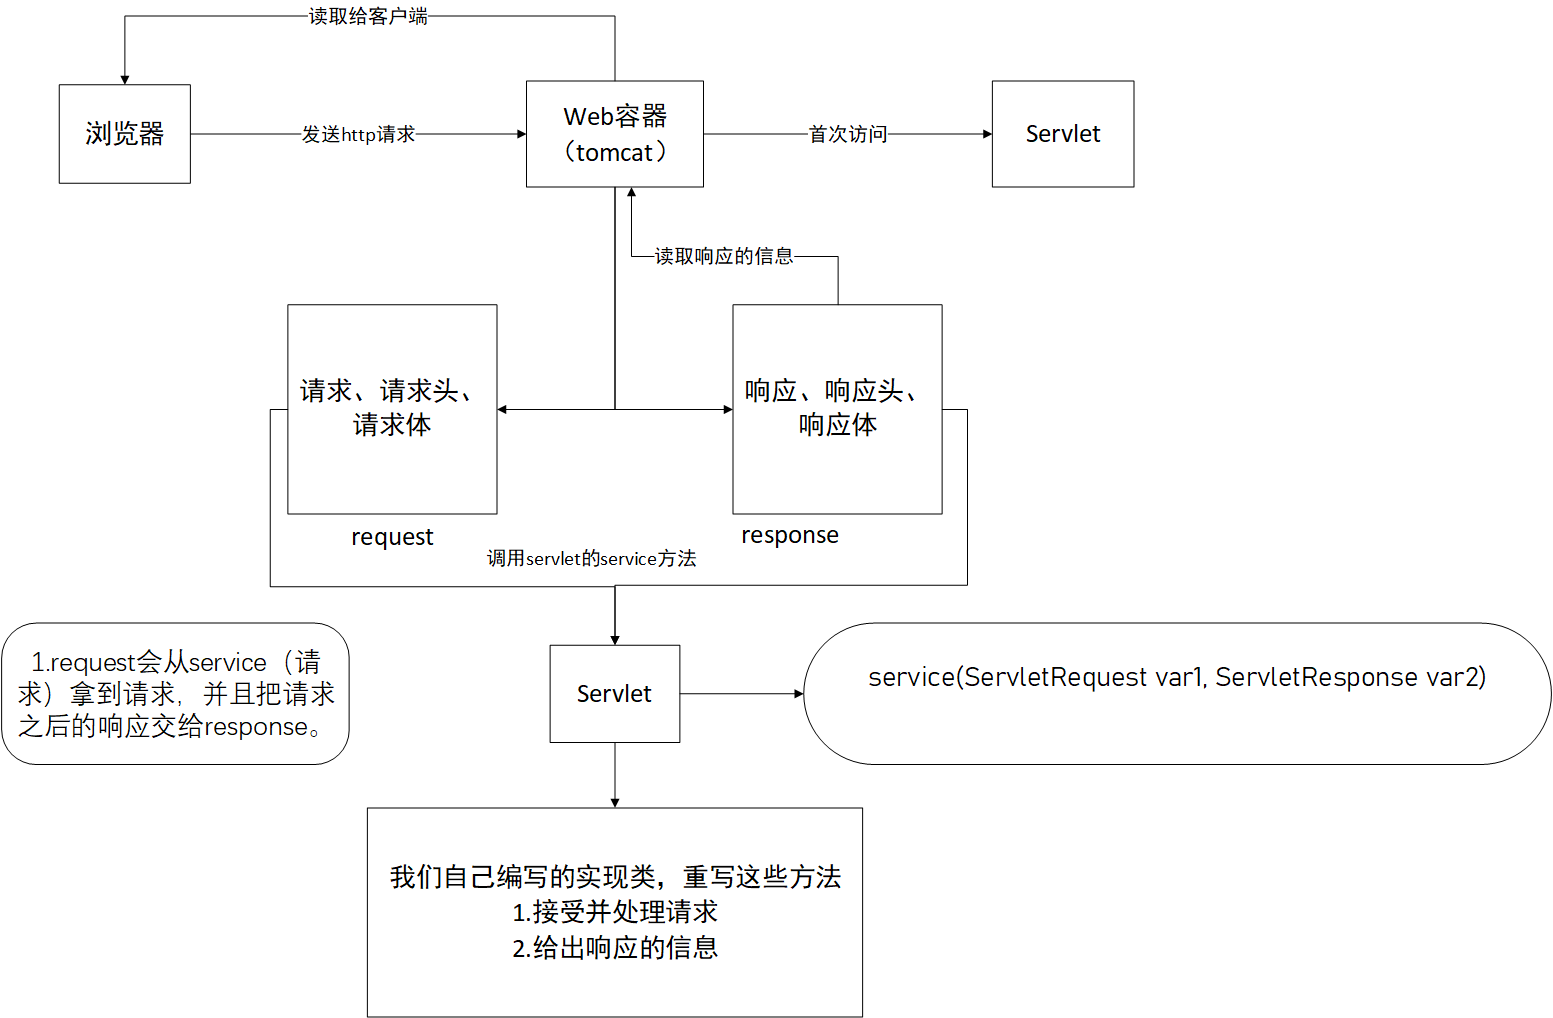 读取给客户端
浏览器
发送http请求
Web容器
（tomcat）
首次访问
Servlet
读取响应的信息
请求、请求头、
请求体
响应、响应头、
响应体
request
response
调用servlet的service方法
1.request会从service（请
求）拿到请求，并且把请求
之后的响应交给response。
Servlet
service(ServletRequest var1, ServletResponse var2)
我们自己编写的实现类，重写这些方法
1.接受并处理请求
2.给出响应的信息